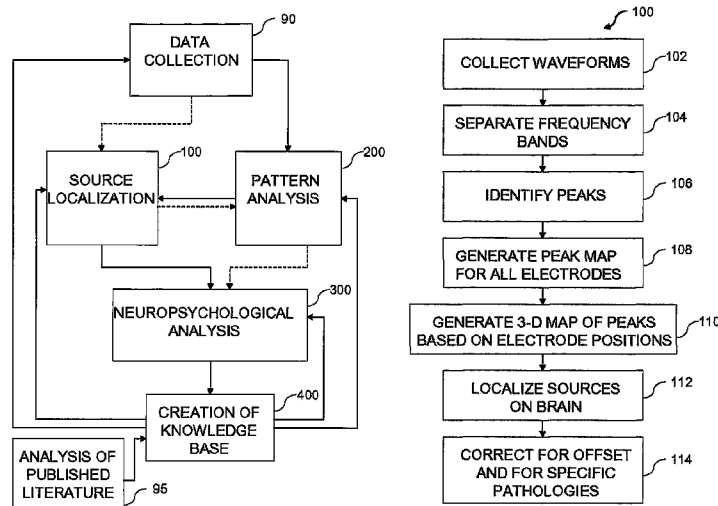 90
DATA
COLLECTION
100
SOURCE
LOCALIZATION
200
PATTERN
ANALYSIS
300
NEUROPSYCHOLOGICAL
ANALYSIS
400
CREATION OF
KNOWLEDGE
BASE
ANALYSIS OF
PUBLISHED
LITERATURE
95
100
COLLECT WAVEFORMS
102
SEPARATE FREQUENCY
BANDS
104
IDENTIFY PEAKS
106
GENERATE PEAK MAP
FOR ALL ELECTRODES
108
GENERATE 3-D MAP OF PEAKS
BASED ON ELECTRODE POSITIONS
110
LOCALIZE SOURCES
ON BRAIN
112
CORRECT FOR OFFSET
AND FOR SPECIFIC
PATHOLOGIES
114